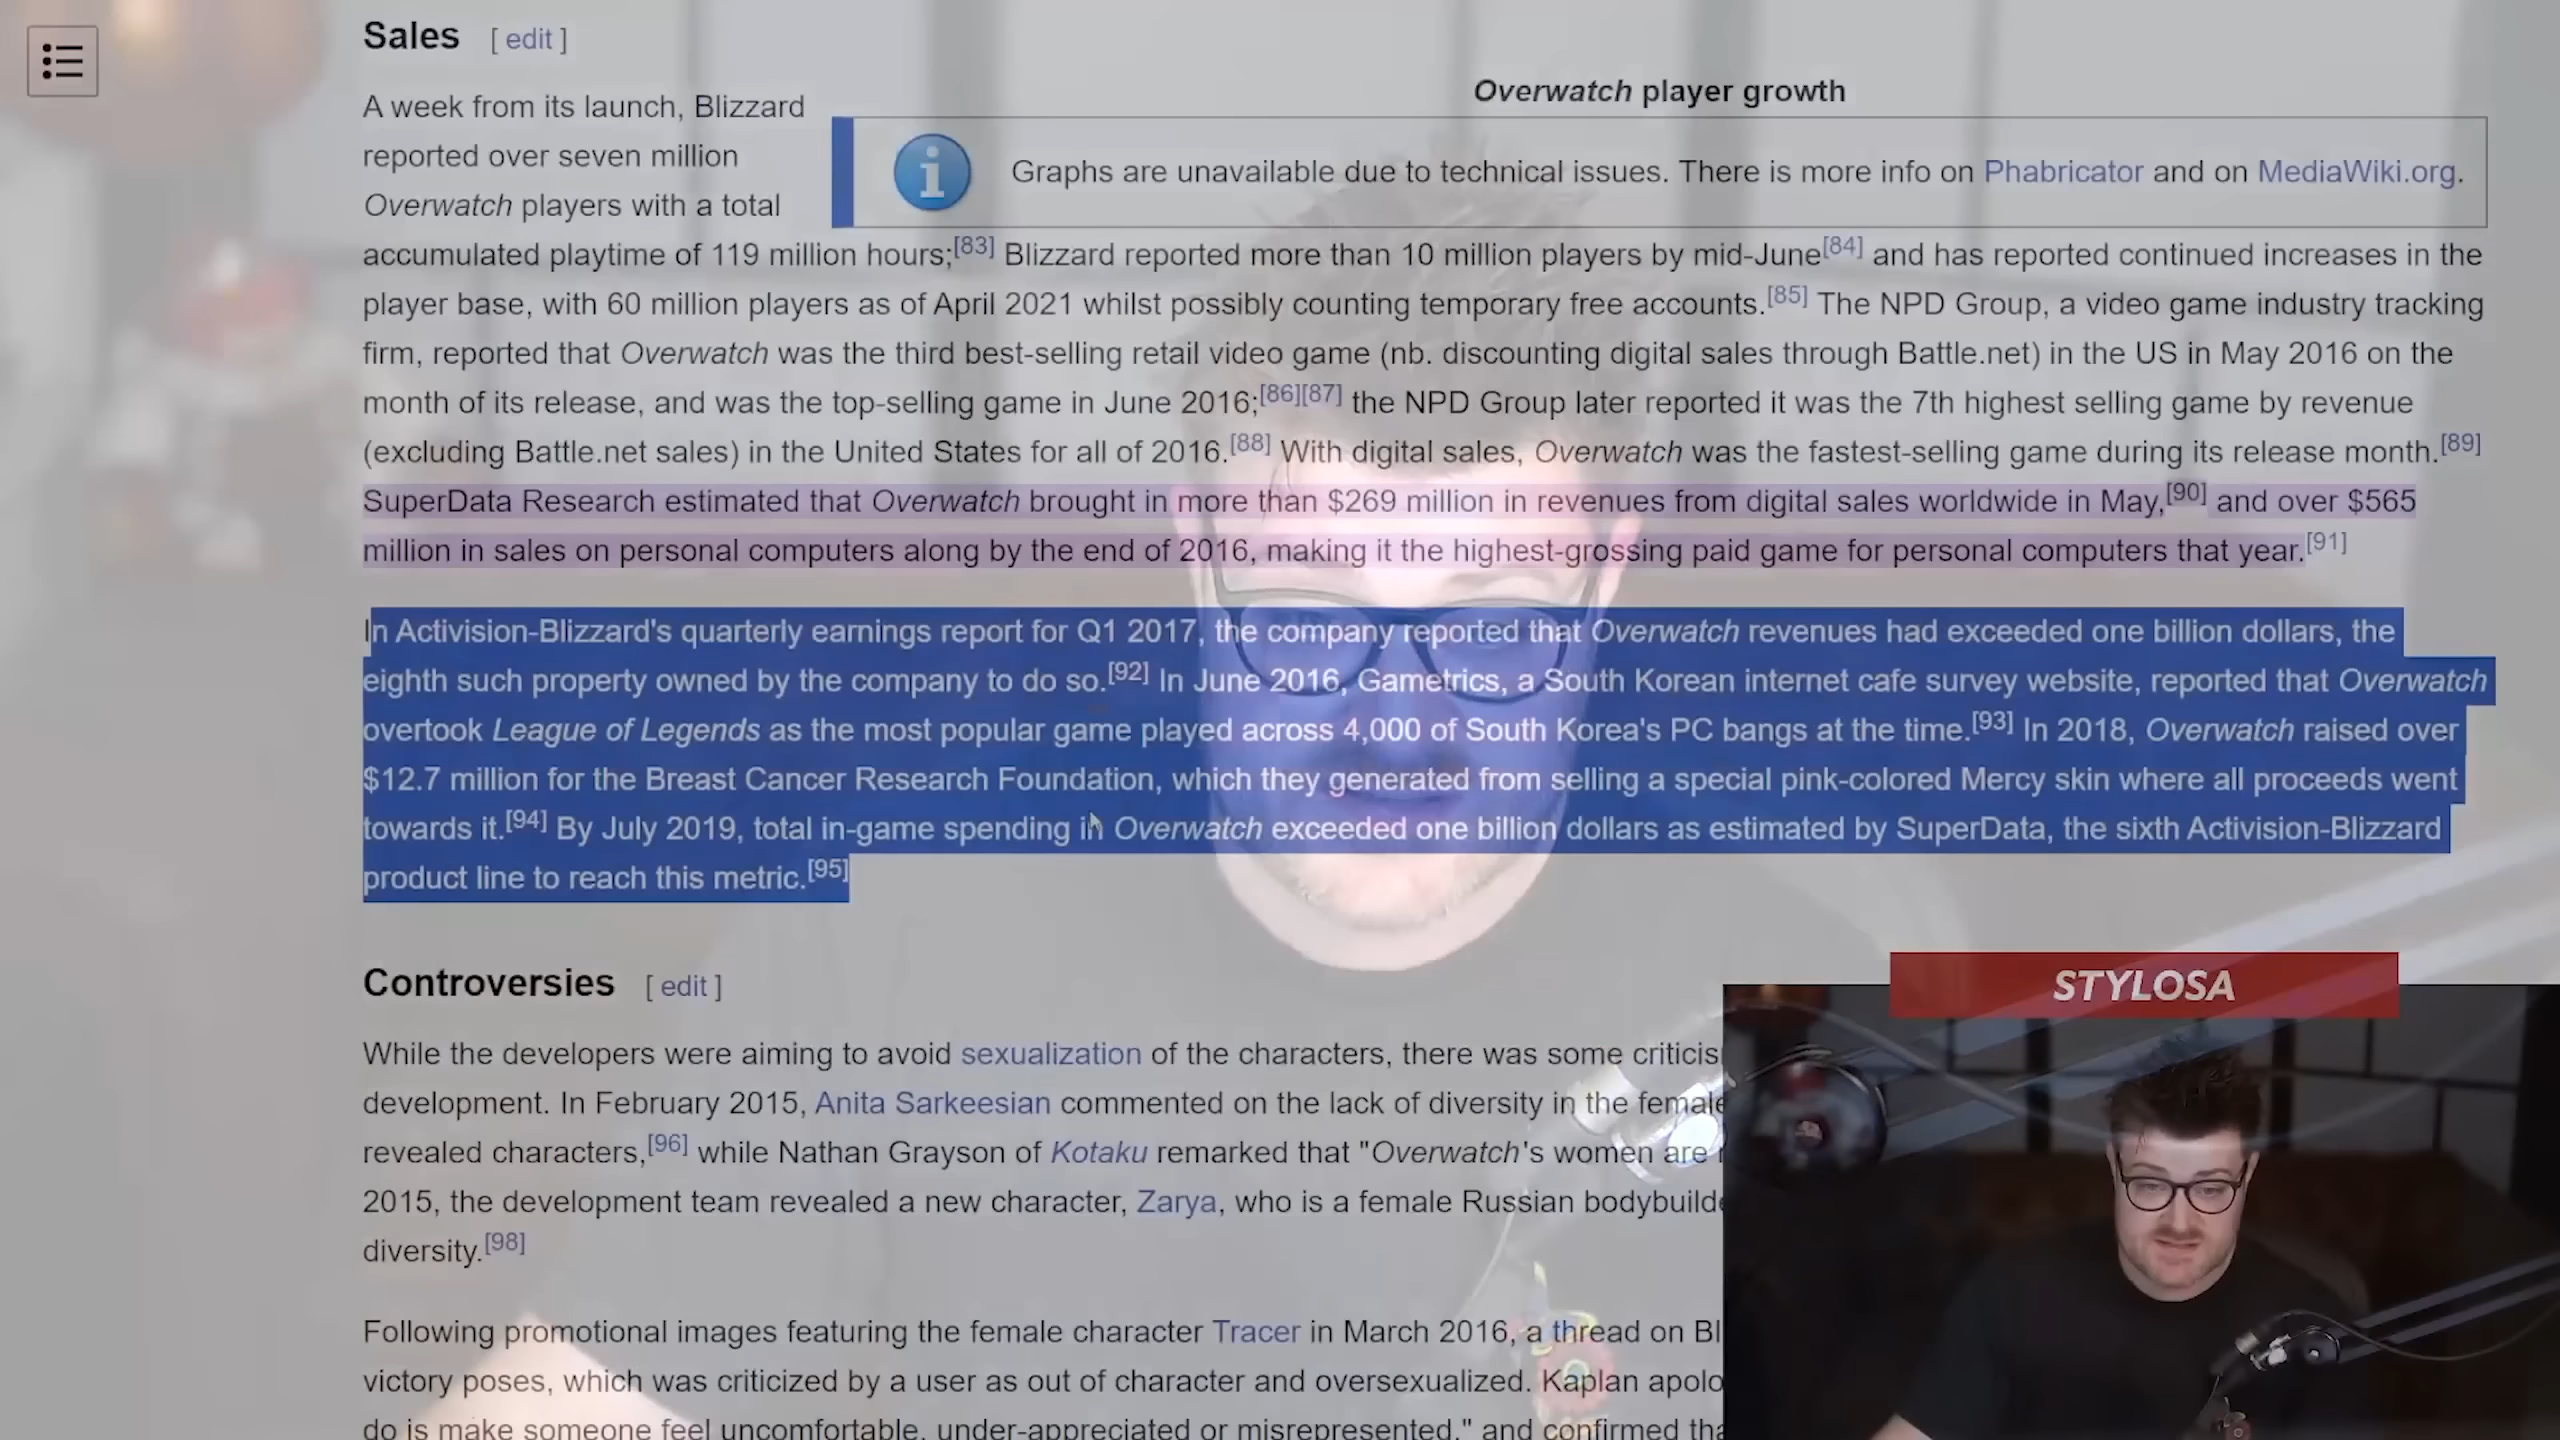 Sales [ edit ]
Overwatch player growth
Graphs are unavailable due to technical issues. There is more info on Phabricator and on MediaWiki.org.
A week from its launch, Blizzard
reported over seven million
Overwatch players with a total
accumulated playtime of 119 million hours;[83] Blizzard reported more than 10 million players by mid-June[84] and has reported continued increases in the
player base, with 60 million players as of April 2021 whilst possibly counting temporary free accounts.[85] The NPD Group, a video game industry tracking
firm, reported that Overwatch was the third best-selling retail video game (nb. discounting digital sales through Battle.net) in the US in May 2016 on the
month of its release, and was the top-selling game in June 2016;[86][87] the NPD Group later reported it was the 7th highest selling game by revenue
(excluding Battle.net sales) in the United States for all of 2016.[88] With digital sales, Overwatch was the fastest-selling game during its release month.[89]
SuperData Research estimated that Overwatch brought in more than $269 million in revenues from digital sales worldwide in May,[90] and over $565
million in sales on personal computers along by the end of 2016, making it the highest-grossing paid game for personal computers that year.[91]
In Activision-Blizzard's quarterly earnings report for Q1 2017, the company reported that Overwatch revenues had exceeded one billion dollars, the
eighth such property owned by the company to do so.[92] In June 2016, Gametrics, a South Korean internet cafe survey website, reported that Overwatch
overtook League of Legends as the most popular game played across 4,000 of South Korea's PC bangs at the time.[93] In 2018, Overwatch raised over
$12.7 million for the Breast Cancer Research Foundation, which they generated from selling a special pink-colored Mercy skin where all proceeds went
towards it.[94] By July 2019, total in-game spending in Overwatch exceeded one billion dollars as estimated by SuperData, the sixth Activision-Blizzard
product line to reach this metric.[95]
Controversies [ edit ]
While the developers were aiming to avoid sexualization of the characters, there was some criticis
development. In February 2015, Anita Sarkeesian commented on the lack of diversity in the female
revealed characters,[96] while Nathan Grayson of Kotaku remarked that "Overwatch's women are
2015, the development team revealed a new character, Zarya, who is a female Russian bodybuilde
diversity.[98]
Following promotional images featuring the female character Tracer in March 2016, a thread on Bl
victory poses, which was criticized by a user as out of character and oversexualized. Kaplan apolo
do is make someone feel uncomfortable, under-appreciated or misrepresented," and confirmed tha
STYLOSA